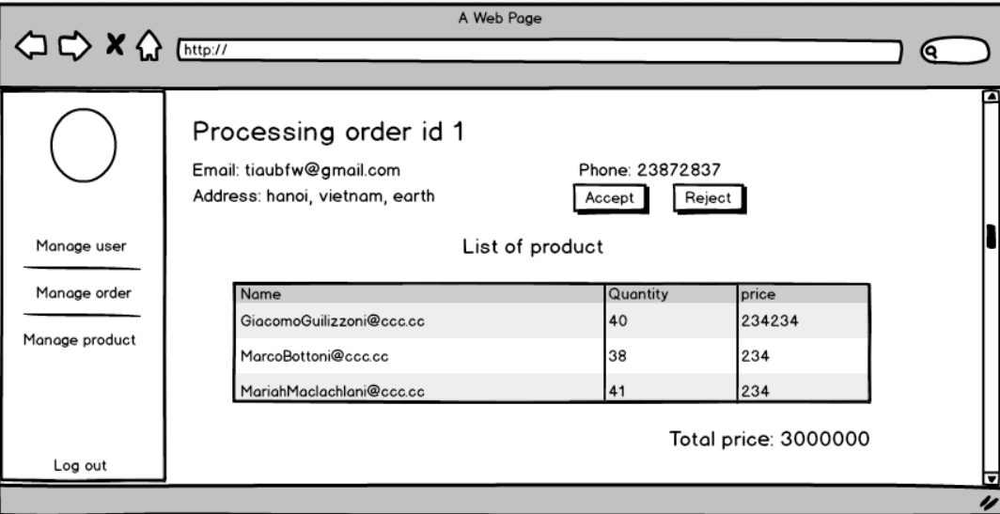 A Web Page
http://
Processing order id 1
Email: tiaubfw@gmail.com
Phone: 23872837
Address: hanoi, vietnam, earth
Accept
Reject
Manage user
Manage order
Manage product
Log out
List of product
Name Quantity price
GiacomoGuilizzoni@ccc.cc 40 234234
MarcoBottoni@ccc.cc 38 234
MariahMaclachlani@ccc.cc 41 234
Total price: 3000000